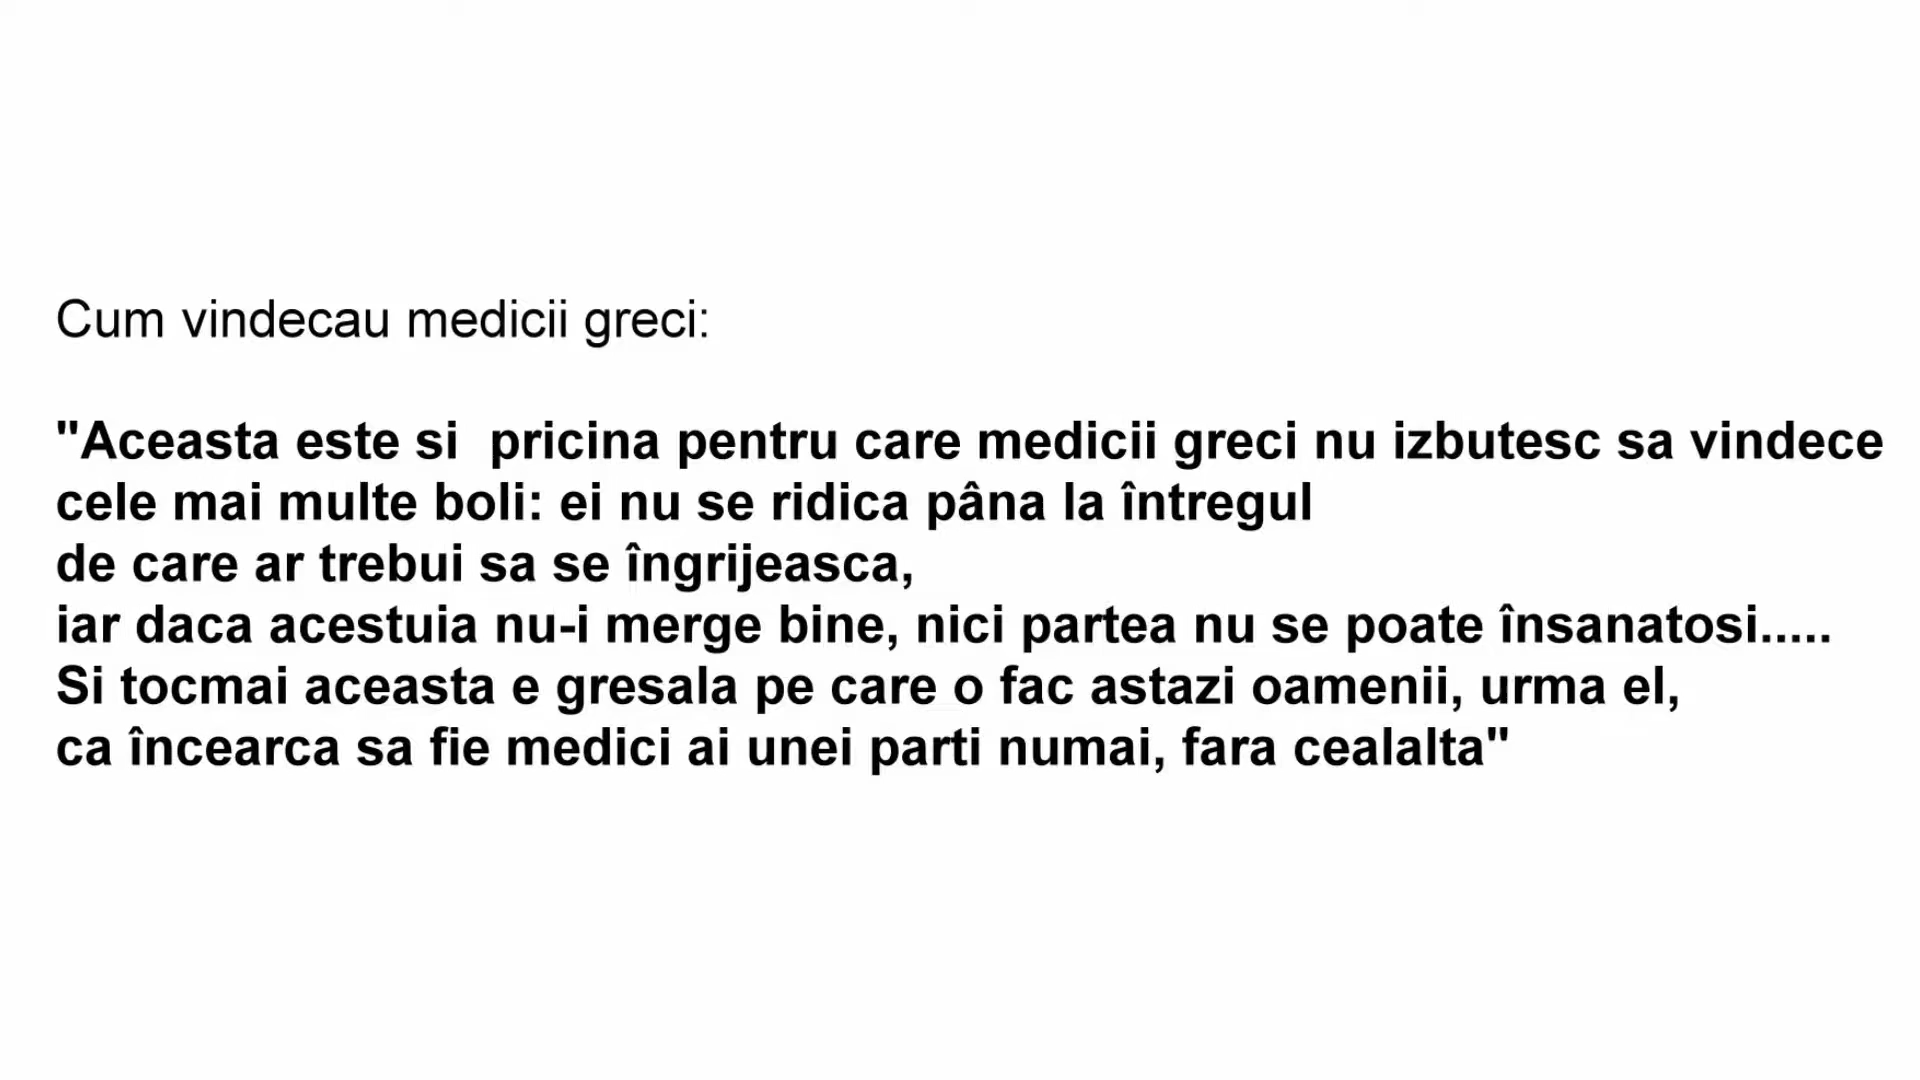 Cum vindecau medicii greci:
"Aceasta este si  pricina pentru care medicii greci nu izbutesc sa vindece
cele mai multe boli: ei nu se ridica pâna la întregul
de care ar trebui sa se îngrijeasca,
iar daca acestuia nu-i merge bine, nici partea nu se poate însanatosi.....
Si tocmai aceasta e gresala pe care o fac astazi oamenii, urma el,
ca încearca sa fie medici ai unei parti numai, fara cealalta"